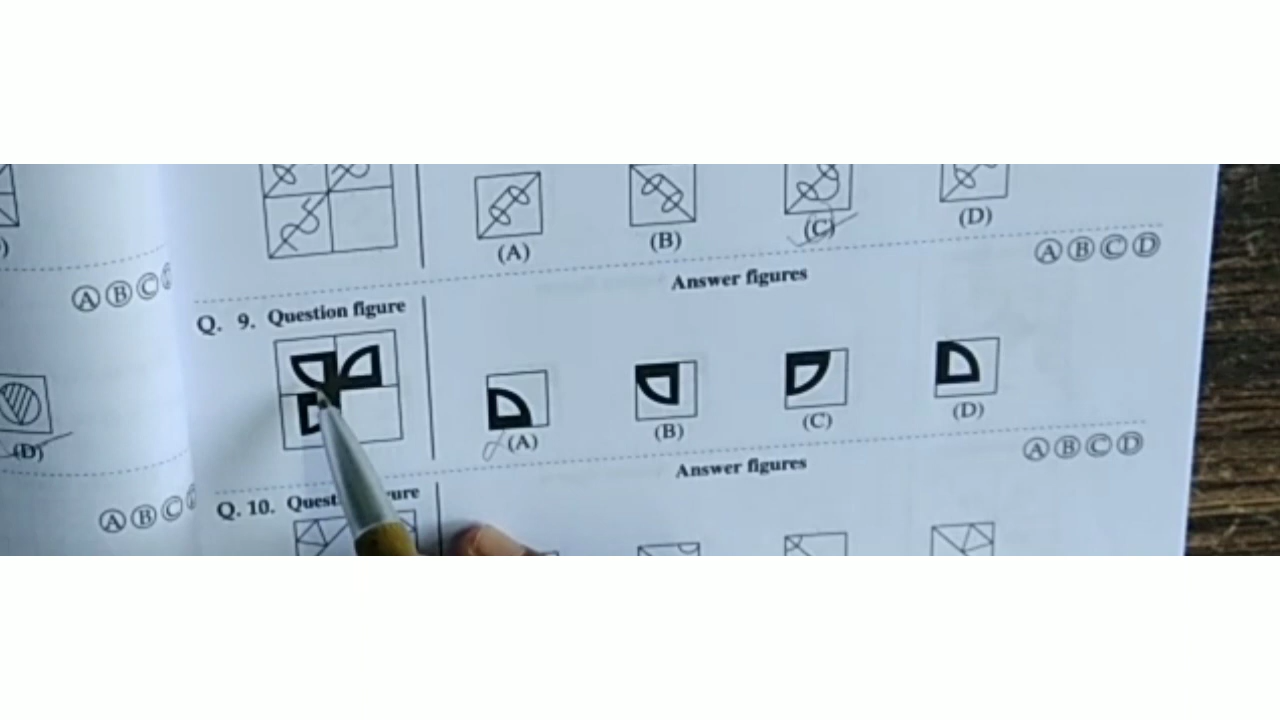 (A) (B) (C) (D)
A B C D
A B C
Q. 9. Question figure
Answer figures
(D)
(A) (B) (C) (D)
A B C D
A B C
Q. 10.
Answer figures